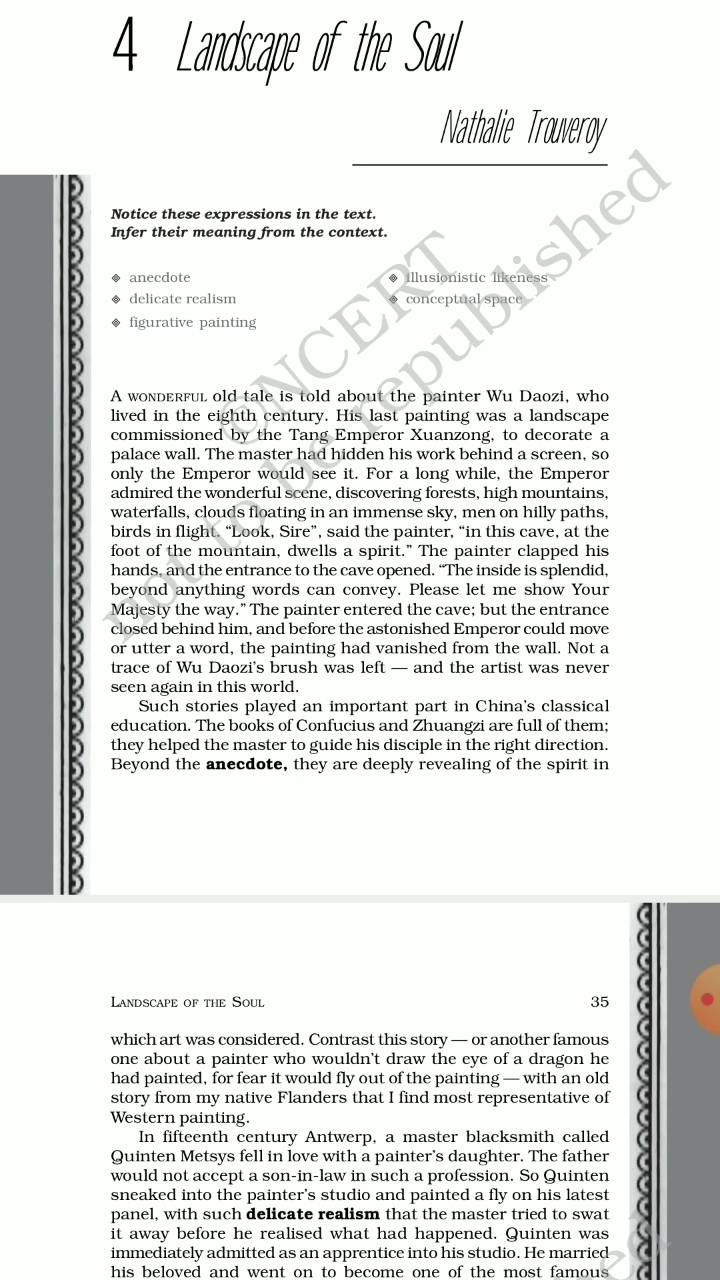 4 Landscape of the Soul
Nathalie Trouveroy
Notice these expressions in the text.
Infer their meaning from the context.
anecdote
delicate realism
figurative painting
illusionistic likeness
conceptual space
A WONDERFUL old tale is told about the painter Wu Daozi, who
lived in the eighth century. His last painting was a landscape
commissioned by the Tang Emperor Xuanzong, to decorate a
palace wall. The master had hidden his work behind a screen, so
only the Emperor would see it. For a long while, the Emperor
admired the wonderful scene, discovering forests, high mountains,
waterfalls, clouds floating in an immense sky, men on hilly paths,
birds in flight. “Look, Sire”, said the painter, “in this cave, at the
foot of the mountain, dwells a spirit.” The painter clapped his
hands, and the entrance to the cave opened. “The inside is splendid,
beyond anything words can convey. Please let me show Your
Majesty the way.” The painter entered the cave; but the entrance
closed behind him, and before the astonished Emperor could move
or utter a word, the painting had vanished from the wall. Not a
trace of Wu Daozi’s brush was left — and the artist was never
seen again in this world.
Such stories played an important part in China’s classical
education. The books of Confucius and Zhuangzi are full of them;
they helped the master to guide his disciple in the right direction.
Beyond the anecdote, they are deeply revealing of the spirit in
©NCERT
not to be republished
LANDSCAPE OF THE SOUL 35
which art was considered. Contrast this story — or another famous
one about a painter who wouldn’t draw the eye of a dragon he
had painted, for fear it would fly out of the painting — with an old
story from my native Flanders that I find most representative of
Western painting.
In fifteenth century Antwerp, a master blacksmith called
Quinten Metsys fell in love with a painter’s daughter. The father
would not accept a son-in-law in such a profession. So Quinten
sneaked into the painter’s studio and painted a fly on his latest
panel, with such delicate realism that the master tried to swat
it away before he realised what had happened. Quinten was
immediately admitted as an apprentice into his studio. He married
his beloved and went on to become one of the most famous